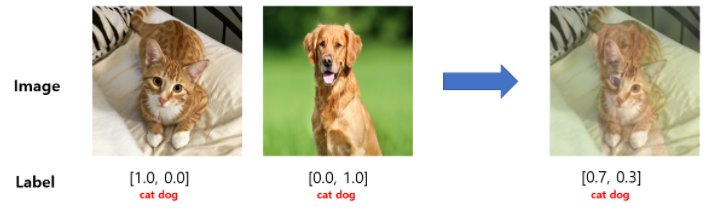 Image
Label
[1.0, 0.0]
cat dog
[0.0, 1.0]
cat dog
[0.7, 0.3]
cat dog